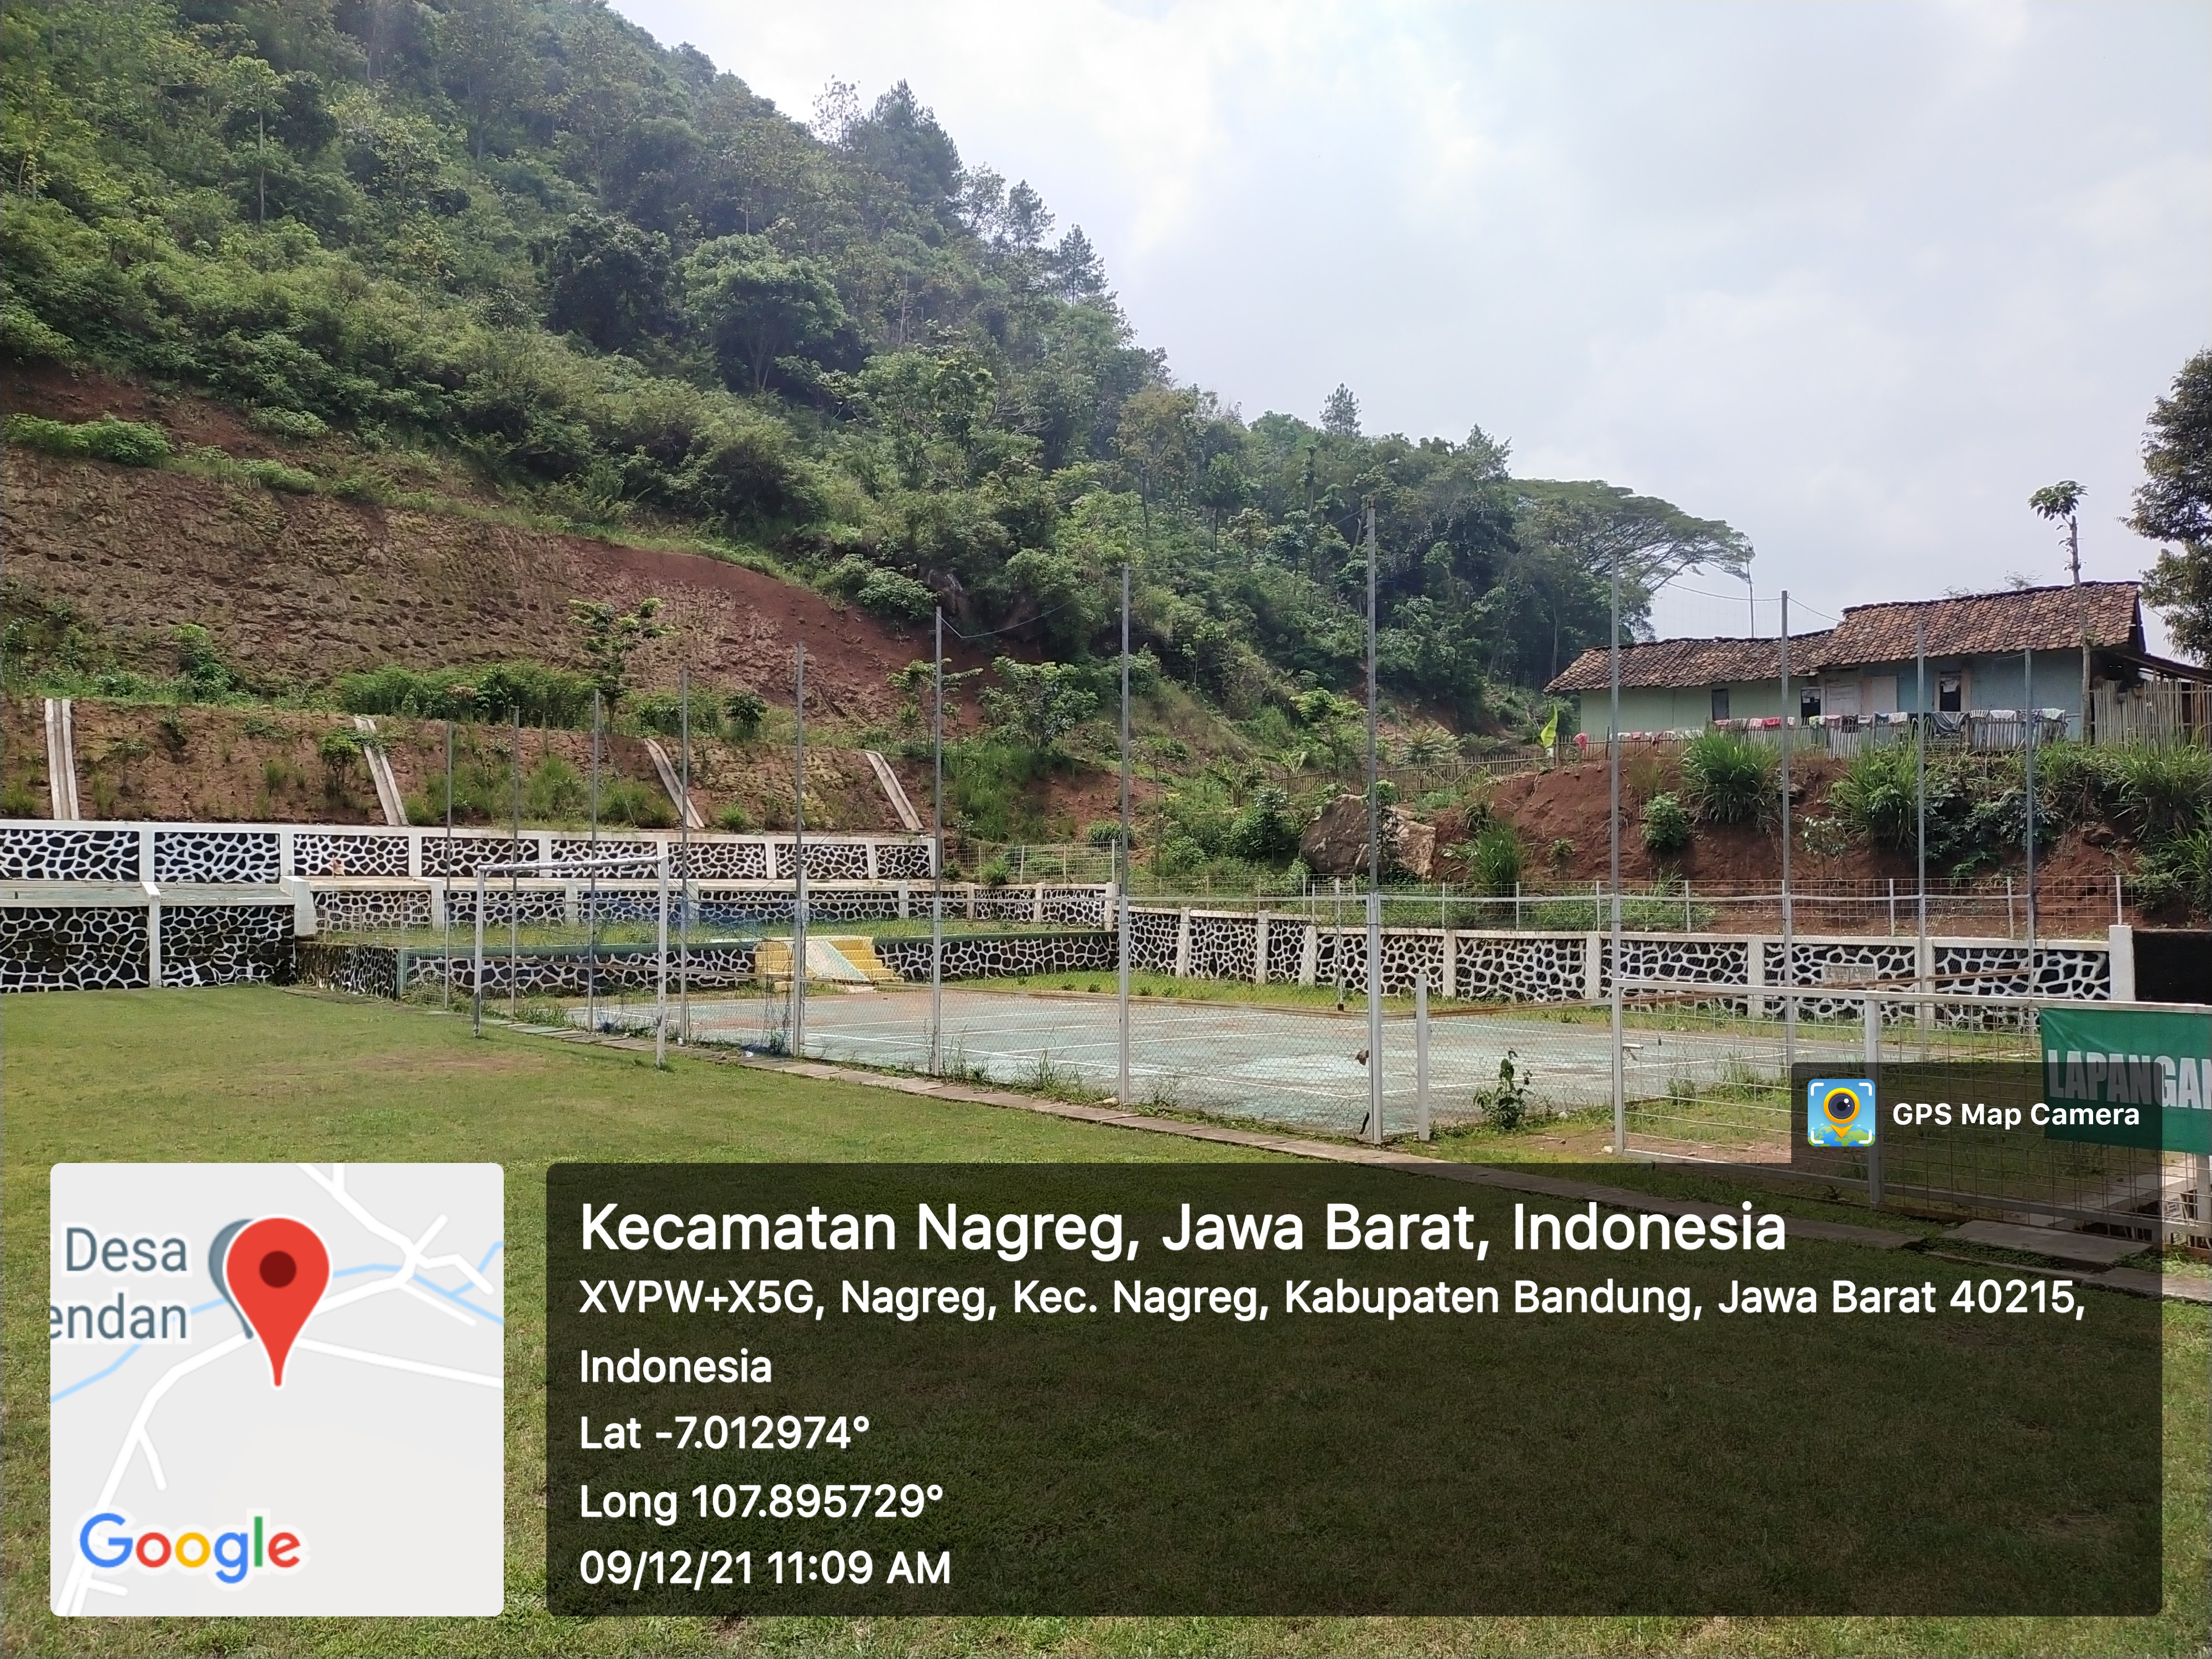 LAPANGAN
GPS Map Camera
Desa
endan
Google
Kecamatan Nagreg, Jawa Barat, Indonesia
XVPW+X5G, Nagreg, Kec. Nagreg, Kabupaten Bandung, Jawa Barat 40215,
Indonesia
Lat -7.012974°
Long 107.895729°
09/12/21 11:09 AM